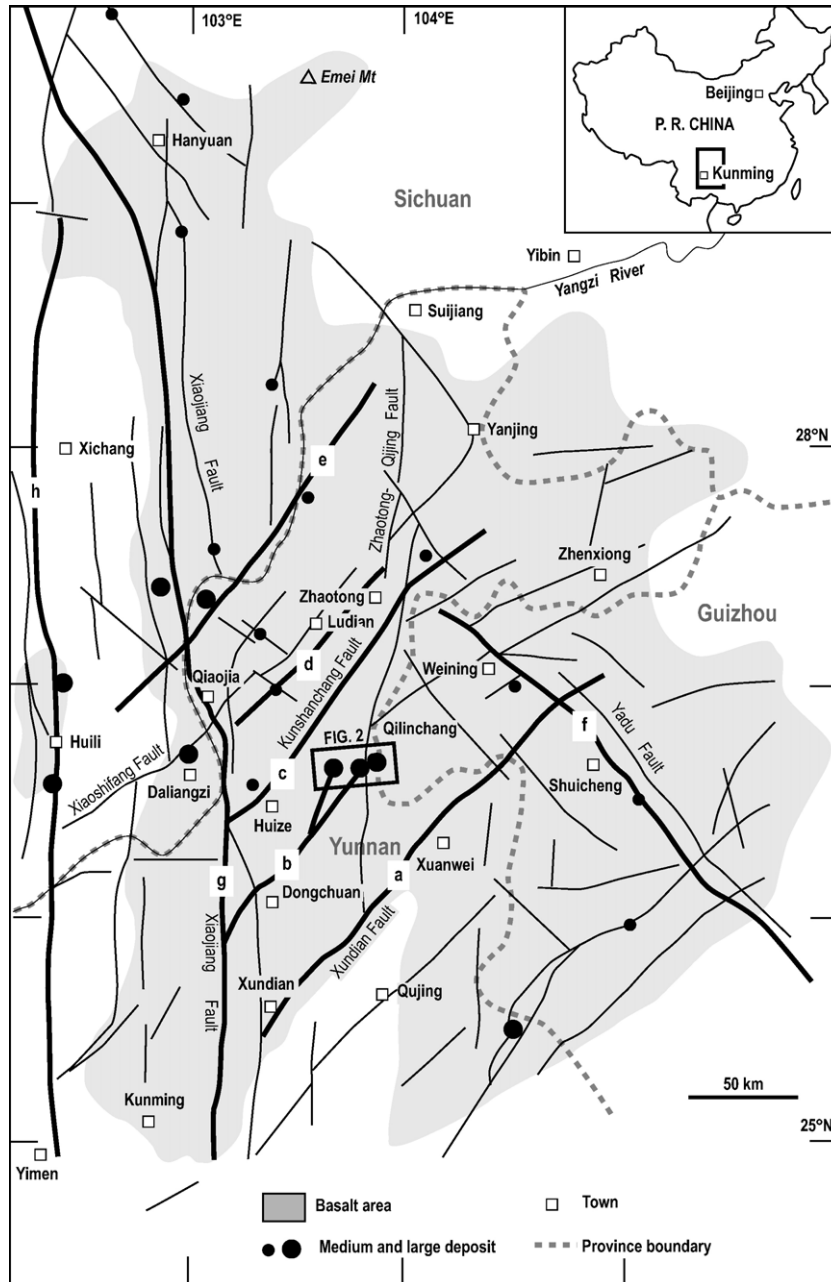 103°E
104°E
Emei Mt
Beijing
P. R. CHINA
Kunming
Hanyuan
Sichuan
Yibin
Yangzi River
Suijiang
Xiaojiang Fault
Zhaotong-Qijing Fault
Yanjing
28°N
Xichang
e
h
Zhenxiong
Zhaotong
Ludian
Guizhou
d
Kunshanchang Fault
Weining
Qiaojia
Qilinchang
FIG. 2
f
Yadu Fault
Huili
Xiaoshifang Fault
Daliangzi
c
Shuicheng
Huize
Yunnan
Xuanwei
b
a
g
Dongchuan
Xiaojiang Fault
Xundian Fault
Xundian
Qujing
50 km
Kunming
25°N
Yimen
Basalt area
Town
Medium and large deposit
Province boundary